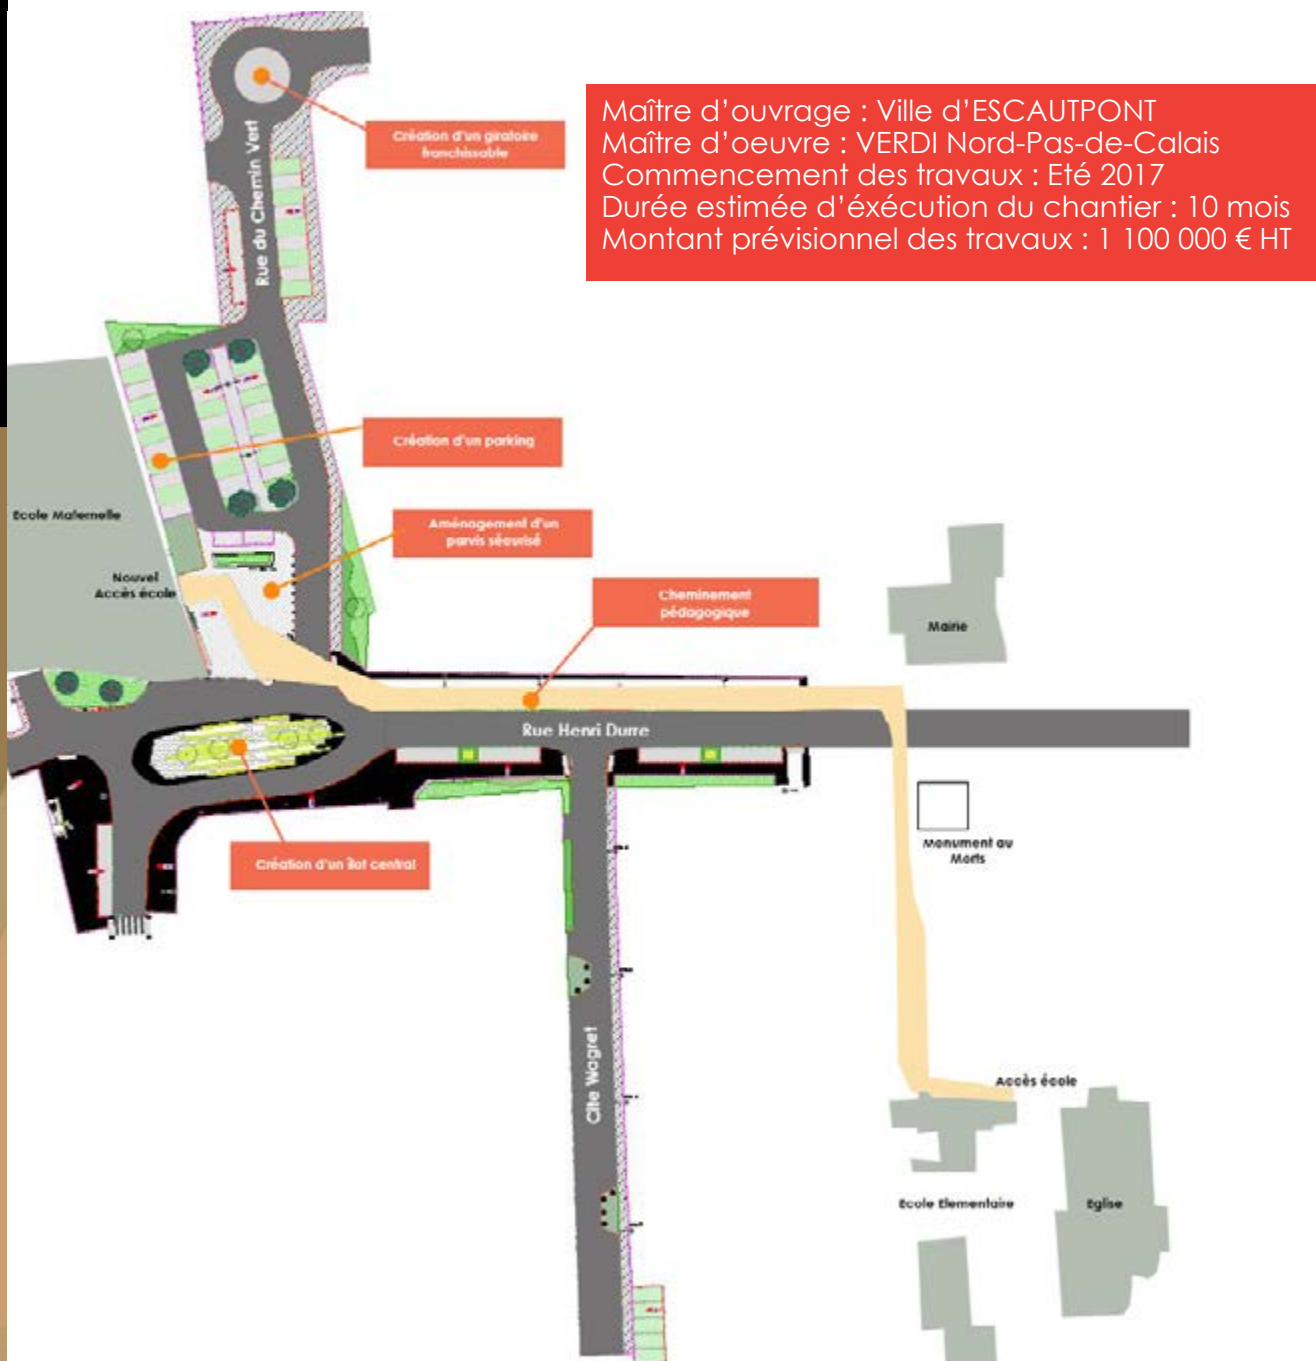 Maître d'ouvrage : Ville d'ESCAUTPONT
Maître d'oeuvre : VERDI Nord-Pas-de-Calais
Commencement des travaux : Eté 2017
Durée estimée d'éxécution du chantier : 10 mois
Montant prévisionnel des travaux : 1 100 000 € HT
Création d'un giratoire
franchissable
Rue du Chemin Vert
Création d'un parking
Ecole Maternelle
Aménagement d'un
parvis sécurisé
Nouvel
Accès école
Cheminement
pédagogique
Mairie
Rue Henri Durre
Monument au
Morts
Création d'un îlot central
Cite Wagret
Accès école
Ecole Elementaire
Eglise